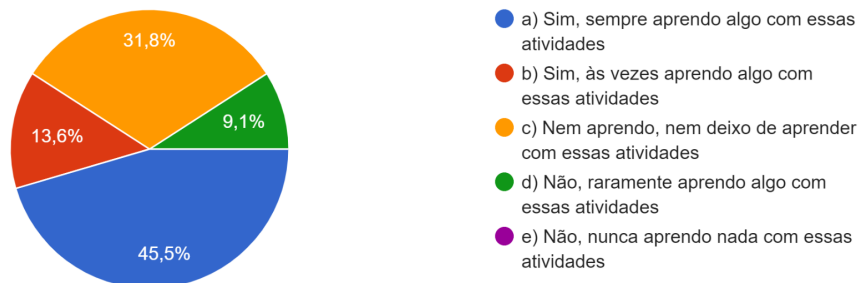 31,8%
13,6%
9,1%
45,5%
a) Sim, sempre aprendo algo com essas
atividades
b) Sim, às vezes aprendo algo com
essas atividades
c) Nem aprendo, nem deixo de aprender
com essas atividades
d) Não, raramente aprendo algo com
essas atividades
e) Não, nunca aprendo nada com essas
atividades